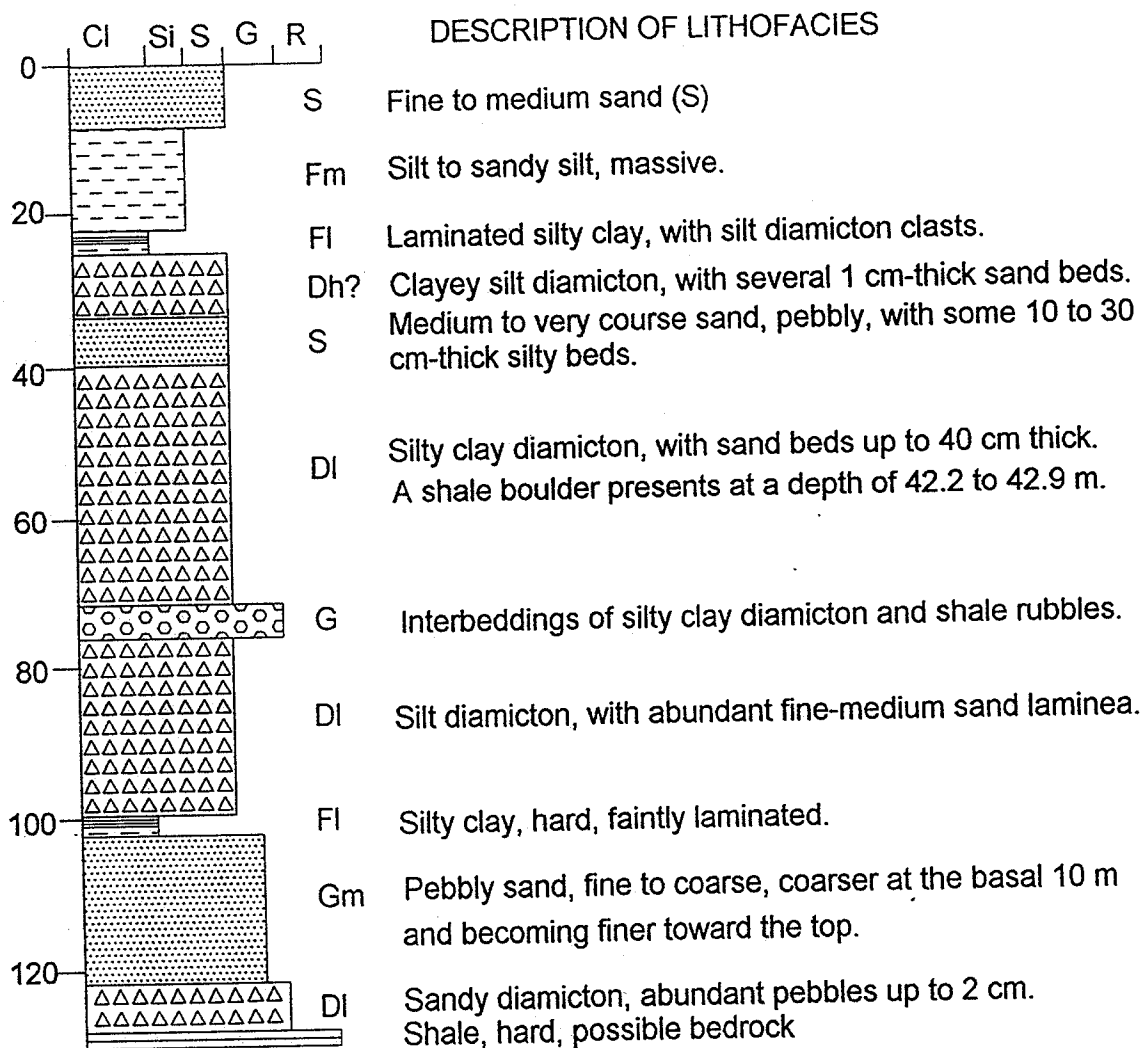 Cl Si S G R DESCRIPTION OF LITHOFACIES
0
S Fine to medium sand (S)
Fm Silt to sandy silt, massive.
20
Fl Laminated silty clay, with silt diamicton clasts.
Dh? Clayey silt diamicton, with several 1 cm-thick sand beds.
S Medium to very course sand, pebbly, with some 10 to 30
cm-thick silty beds.
40
Dl Silty clay diamicton, with sand beds up to 40 cm thick.
A shale boulder presents at a depth of 42.2 to 42.9 m.
60
G Interbeddings of silty clay diamicton and shale rubbles.
80
Dl Silt diamicton, with abundant fine-medium sand laminea.
100
Fl Silty clay, hard, faintly laminated.
Gm Pebbly sand, fine to coarse, coarser at the basal 10 m
and becoming finer toward the top.
120
Dl Sandy diamicton, abundant pebbles up to 2 cm.
Shale, hard, possible bedrock